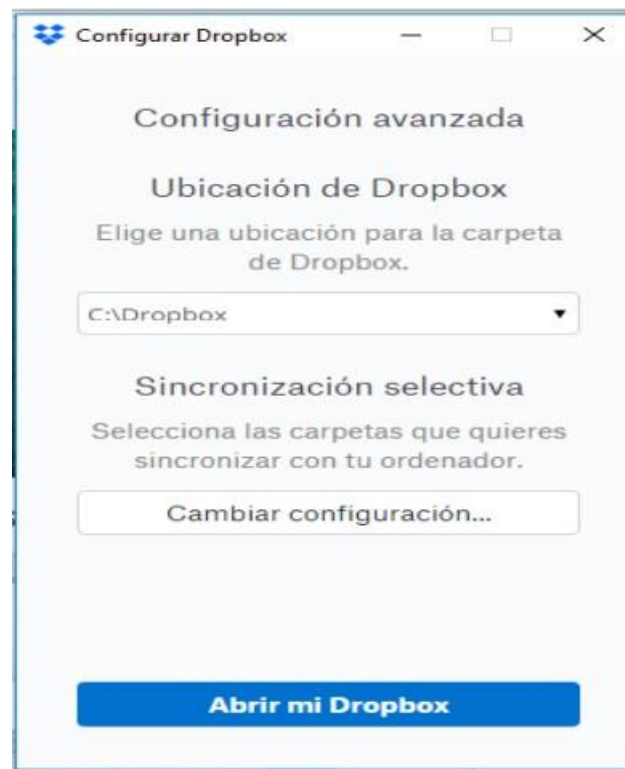 Configurar Dropbox
Configuración avanzada
Ubicación de Dropbox
Elige una ubicación para la carpeta
de Dropbox.
C:\Dropbox
Sincronización selectiva
Selecciona las carpetas que quieres
sincronizar con tu ordenador.
Cambiar configuración...
Abrir mi Dropbox